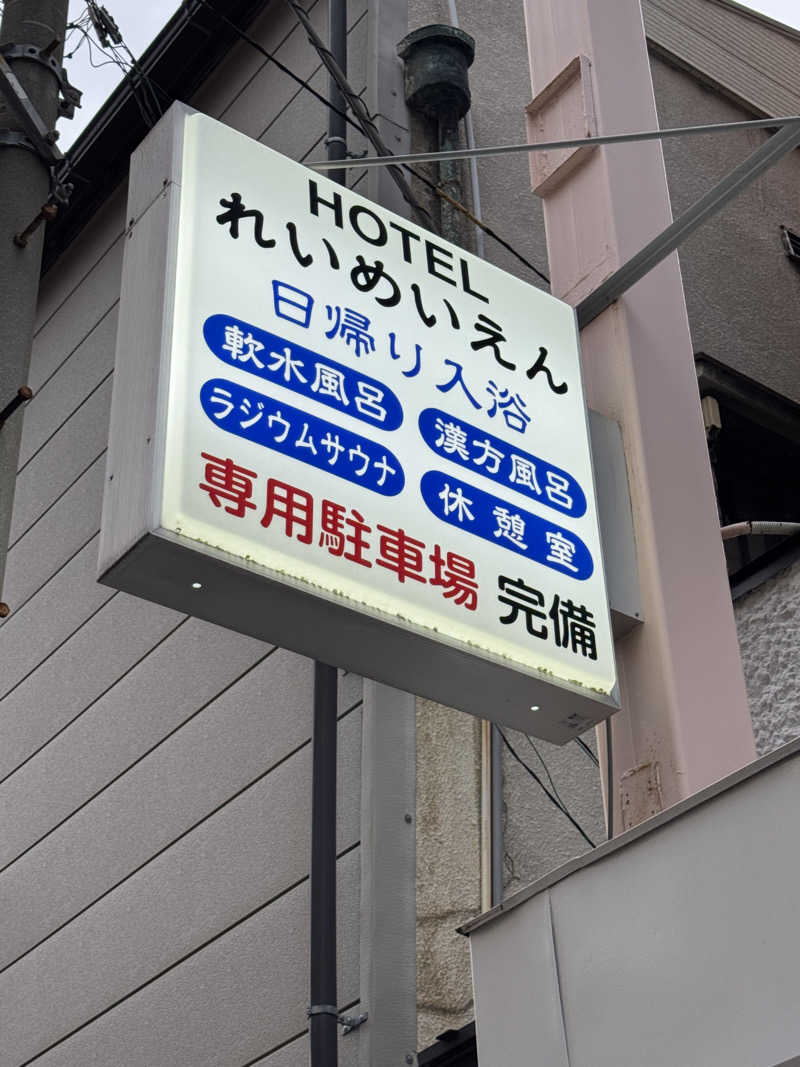 HOTEL
れいめいえん
日帰り入浴
軟水風呂
漢方風呂
ラジウムサウナ
休憩室
専用駐車場 完備